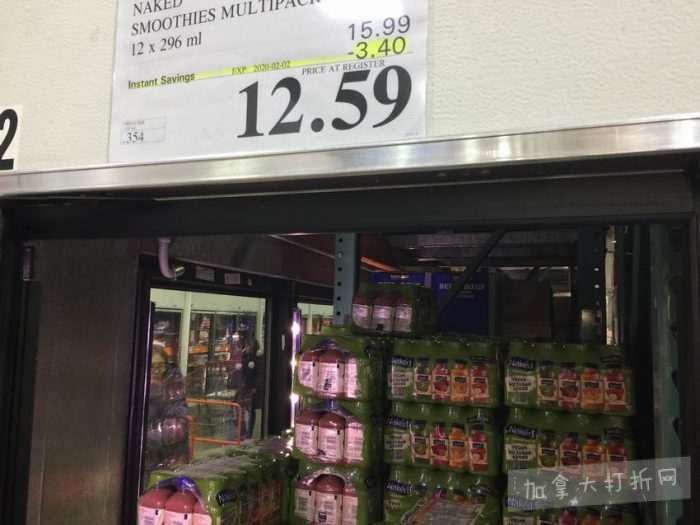 NAKED
SMOOTHIES MULTIPACK
12 x 296 ml
15.99
-3.40
Instant Savings EXP 2020-02-02 PRICE AT REGISTER
12.59
354
2
Naked
加拿大打折网